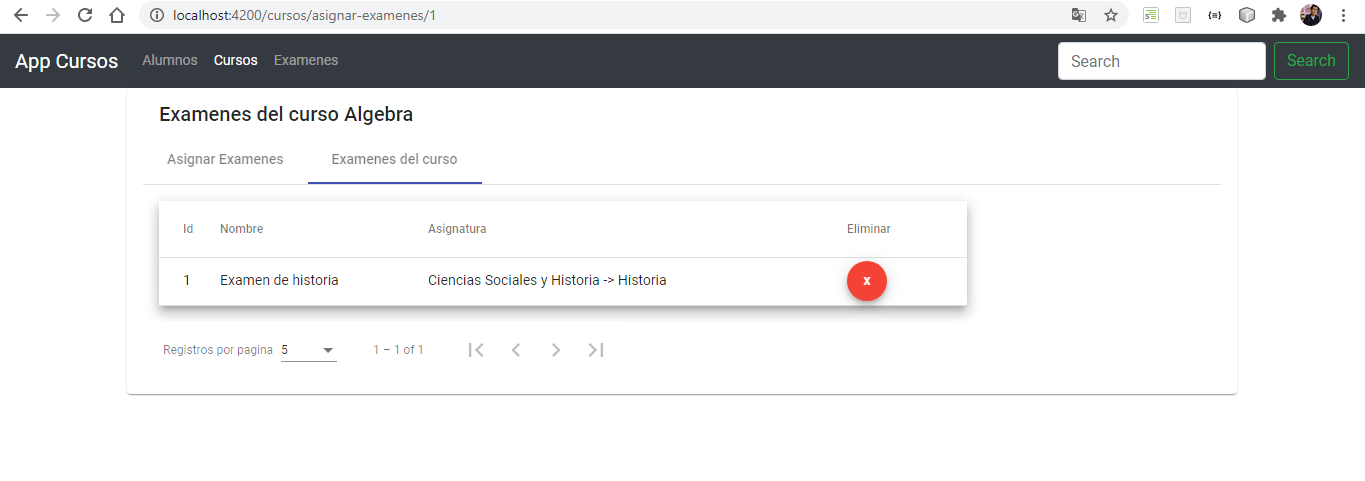 localhost:4200/cursos/asignar-examenes/1
App Cursos Alumnos Cursos Examenes Search Search
Examenes del curso Algebra
Asignar Examenes Examenes del curso
Id Nombre Asignatura Eliminar
1 Examen de historia Ciencias Sociales y Historia -> Historia x
Registros por pagina 5 1 – 1 of 1